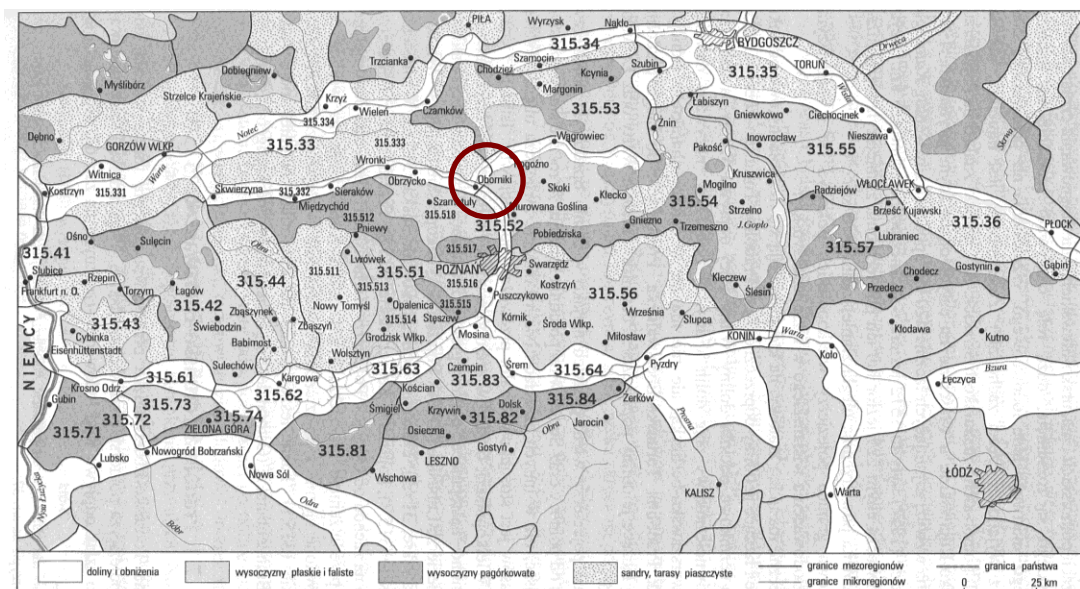 PIŁA
Wyrzysk
Nakło
315.34
BYDGOSZCZ
Drwęca
Trzcianka
Szamocin
Chodzież
Szubin
TORUŃ
Dobiegniew
Myślibórz
Margonin
Kcynia
315.35
Wisła
Strzelce Krajeńskie
Krzyż
Wieleń
Czarnków
315.53
Łabiszyn
Gniewkowo
Ciechocinek
315.334
Noteć
Żnin
Dębno
315.33
315.333
Wągrowiec
Inowrocław
Nieszawa
Skrwa
GORZÓW WLKP.
Pakość
315.55
Wronki
Rogoźno
Witnica
Warta
Oborniki
Skoki
Kruszwica
Kostrzyn
315.331
Skwierzyna
315.332
Sieraków
Obrzycko
Kłecko
Mogilno
Radziejów
WŁOCŁAWEK
Międzychód
Szamotuły
315.518
Murowana Goślina
315.54
Strzelno
Brześć Kujawski
315.36
PŁOCK
315.512
Pniewy
315.52
Gniezno
Trzemeszno
J. Gopło
Lubraniec
Ośno
Sulęcin
Obra
Pobiedziska
315.57
315.41
315.517
Gostynin
Lwówek
Słubice
Rzepin
315.44
315.511
315.51
POZNAŃ
Swarzędz
Gąbin
Frankfurt n. O.
Torzym
Łagów
315.513
315.516
Kostrzyn
Kleczew
Ślesin
Chodecz
Przedecz
315.42
Zbąszynek
Nowy Tomyśl
Opalenica
Puszczykowo
315.56
315.43
Świebodzin
Zbąszyń
315.514
315.515
Stęszew
Kórnik
Września
Słupca
Kłodawa
Cybinka
Grodzisk Wlkp.
Mosina
Środa Wlkp.
Miłosław
KONIN
Kutno
Eisenhüttenstadt
Babimost
Wolsztyn
Warta
Koło
NIEMCY
Sulechów
315.63
Czempiń
Śrem
315.64
Pyzdry
Bzura
Krosno Odrz.
315.61
Kargowa
315.83
Łęczyca
Gubin
315.62
Kościan
315.84
Żerków
315.73
Śmigiel
Krzywin
Dolsk
315.72
315.74
ZIELONA GÓRA
315.82
Jarocin
Prosna
315.71
315.81
Osieczna
Obra
Lubsko
Nowogród Bobrzański
Gostyń
LESZNO
Nowa Sól
Wschowa
ŁÓDŹ
KALISZ
Nysa Łużycka
Bóbr
Odra
Warta
doliny i obniżenia
wysoczyzny płaskie i faliste
wysoczyzny pagórkowate
sandry, tarasy piaszczyste
granice mezoregionów
granice mikroregionów
granica państwa
0 25 km